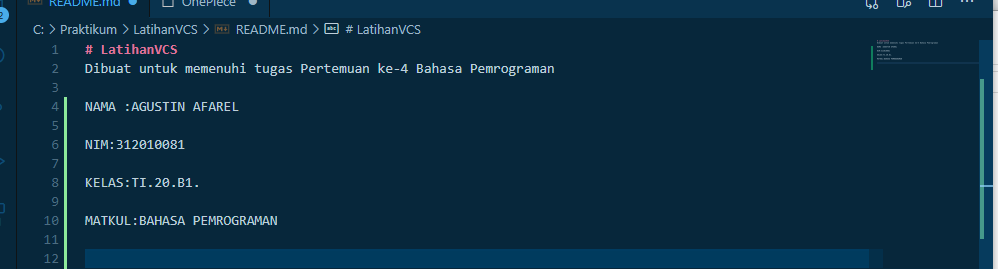 README.md
OnePiece
2
C: > Praktikum > LatihanVCS > README.md > # LatihanVCS
1 # LatihanVCS
2 Dibuat untuk memenuhi tugas Pertemuan ke-4 Bahasa Pemrograman
3
4 NAMA :AGUSTIN AFAREL
5
6 NIM:312010081
7
8 KELAS:TI.20.B1.
9
10 MATKUL:BAHASA PEMROGRAMAN
11
12